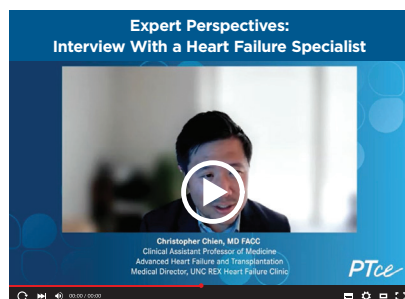 Expert Perspectives:
Interview With a Heart Failure Specialist
Christopher Chien, MD FACC
Clinical Assistant Professor of Medicine
Advanced Heart Failure and Transplantation
Medical Director, UNC REX Heart Failure Clinic
PTce
00:00 / 00:00